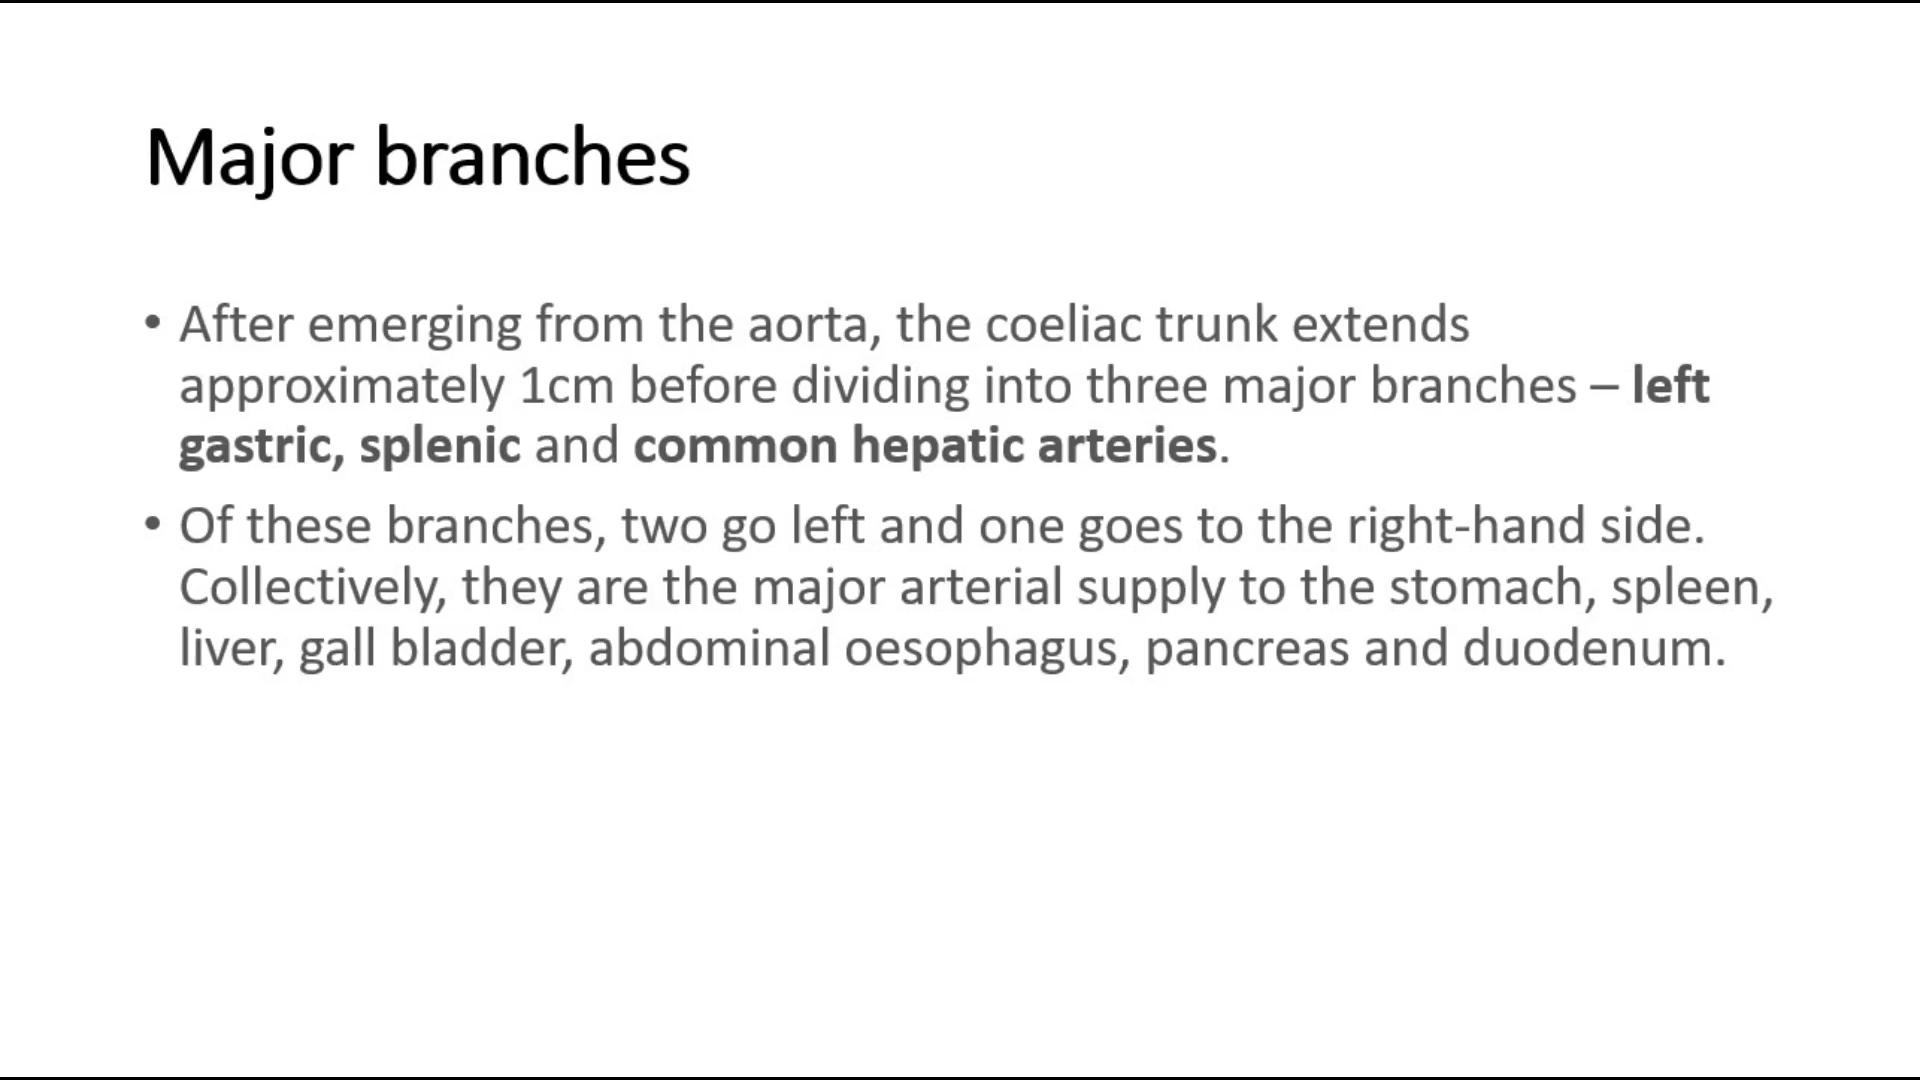 Major branches
• After emerging from the aorta, the coeliac trunk extends
approximately 1cm before dividing into three major branches – left
gastric, splenic and common hepatic arteries.
• Of these branches, two go left and one goes to the right-hand side.
Collectively, they are the major arterial supply to the stomach, spleen,
liver, gall bladder, abdominal oesophagus, pancreas and duodenum.